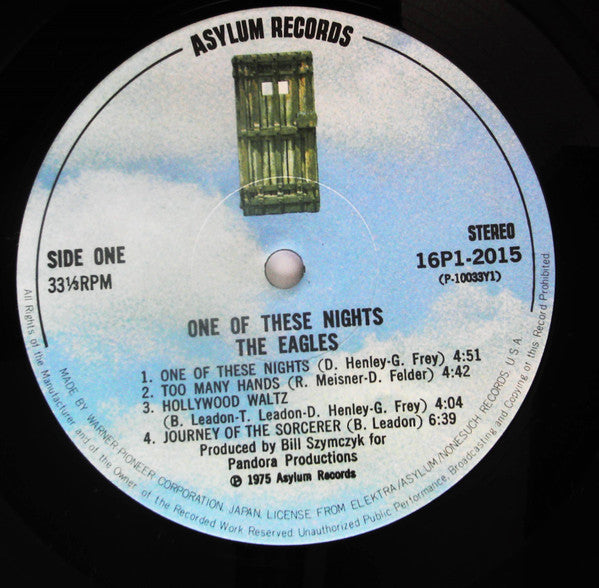 ASYLUM RECORDS
SIDE ONE
33⅓RPM
STEREO
16P1-2015
(P-10033Y1)
ONE OF THESE NIGHTS
THE EAGLES
1. ONE OF THESE NIGHTS (D. Henley-G. Frey) 4:51
2. TOO MANY HANDS (R. Meisner-D. Felder) 4:42
3. HOLLYWOOD WALTZ
(B. Leadon-T. Leadon-D. Henley-G. Frey) 4:04
4. JOURNEY OF THE SORCERER (B. Leadon) 6:39
Produced by Bill Szymczyk for
Pandora Productions
℗ 1975 Asylum Records
MADE BY WARNER PIONEER CORPORATION, JAPAN, LICENSE FROM ELEKTRA/ASYLUM/NONESUCH RECORDS, U.S.A.
All Rights of the Manufacturer and of the Owner of the Recorded Work Reserved. Unauthorized Public Performance, Broadcasting and Copying of this Record Prohibited.